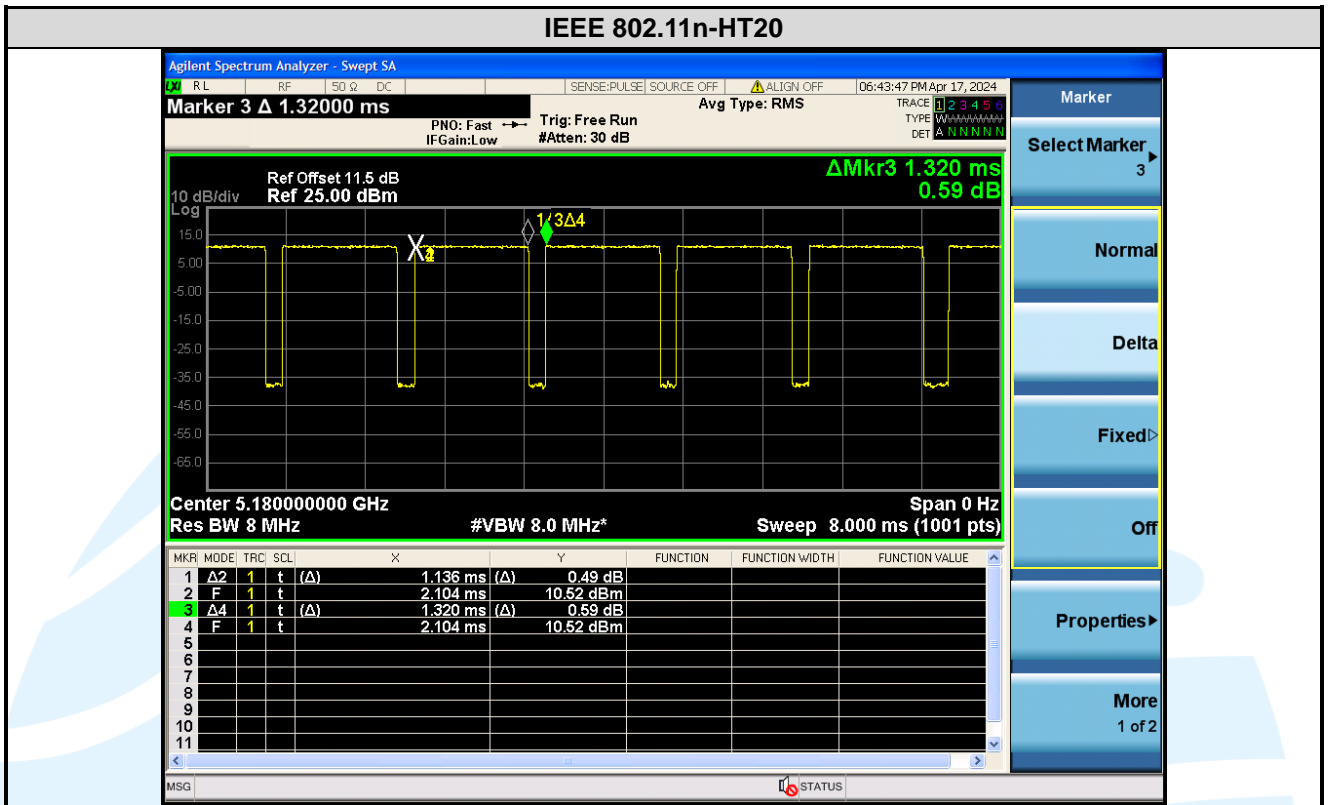 IEEE 802.11n-HT20
Agilent Spectrum Analyzer - Swept SA
LXI RL RF 50 Ω DC SENSE:PULSE SOURCE OFF ALIGN OFF 06:43:47 PM Apr 17, 2024
Marker 3 Δ 1.32000 ms
PNO: Fast
IFGain:Low
Trig: Free Run
#Atten: 30 dB
Avg Type: RMS
TRACE 1 2 3 4 5 6
TYPE
DET A N N N N N
Ref Offset 11.5 dB
10 dB/div Ref 25.00 dBm
Log
ΔMkr3 1.320 ms
0.59 dB
15.0
5.00
-5.00
-15.0
-25.0
-35.0
-45.0
-55.0
-65.0
3Δ4
Center 5.180000000 GHz Span 0 Hz
Res BW 8 MHz #VBW 8.0 MHz* Sweep 8.000 ms (1001 pts)
MKR MODE TRC SCL X Y FUNCTION FUNCTION WIDTH FUNCTION VALUE
1 Δ2 1 t (Δ) 1.136 ms (Δ) 0.49 dB
2 F 1 t 2.104 ms 10.52 dBm
3 Δ4 1 t (Δ) 1.320 ms (Δ) 0.59 dB
4 F 1 t 2.104 ms 10.52 dBm
5
6
7
8
9
10
11
MSG STATUS
Marker
Select Marker
3
Normal
Delta
Fixed
Off
Properties
More
1 of 2